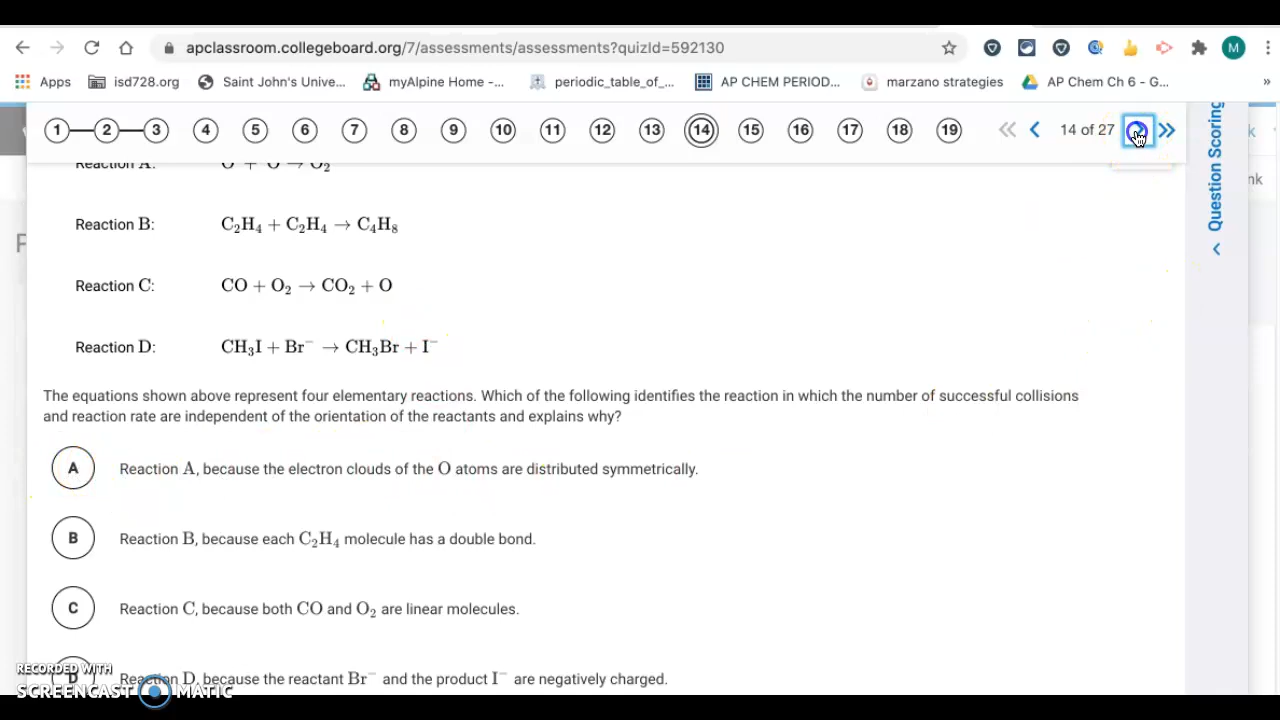 apclassroom.collegeboard.org/7/assessments/assessments?quizId=592130
M
Apps isd728.org Saint John's Unive... myAlpine Home -... periodic_table_of_... AP CHEM PERIOD... marzano strategies AP Chem Ch 6 - G... »
1 2 3 4 5 6 7 8 9 10 11 12 13 14 15 16 17 18 19 14 of 27
Question Scoring
k
nk
Reaction A: O + O → O₂
Reaction B: C₂H₄ + C₂H₄ → C₄H₈
Reaction C: CO + O₂ → CO₂ + O
Reaction D: CH₃I + Br⁻ → CH₃Br + I⁻
The equations shown above represent four elementary reactions. Which of the following identifies the reaction in which the number of successful collisions
and reaction rate are independent of the orientation of the reactants and explains why?
A Reaction A, because the electron clouds of the O atoms are distributed symmetrically.
B Reaction B, because each C₂H₄ molecule has a double bond.
C Reaction C, because both CO and O₂ are linear molecules.
D Reaction D, because the reactant Br⁻ and the product I⁻ are negatively charged.
RECORDED WITH
SCREENCAST MATIC